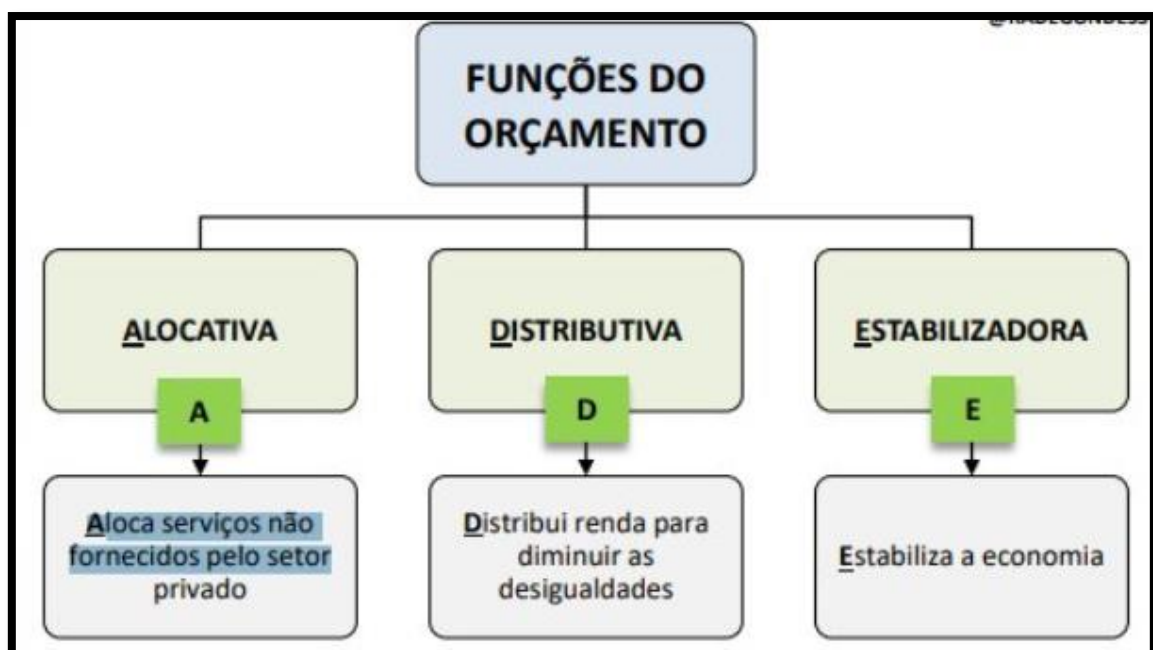 FUNÇÕES DO
ORÇAMENTO
ALOCATIVA
DISTRIBUTIVA
ESTABILIZADORA
A
D
E
Aloca serviços não
fornecidos pelo setor
privado
Distribui renda para
diminuir as
desigualdades
Estabiliza a economia